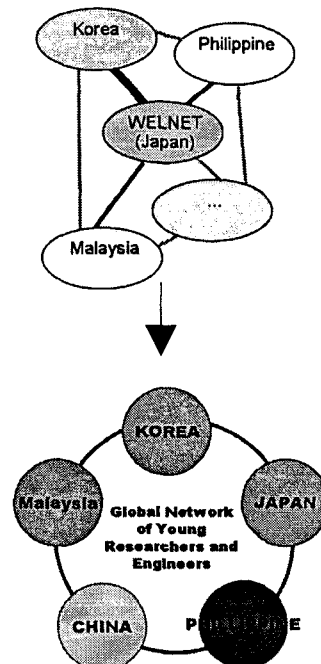 Korea
Philippine
WELNET
(Japan)
...
Malaysia
KOREA
Malaysia
JAPAN
Global Network
of Young
Researchers and
Engineers
CHINA